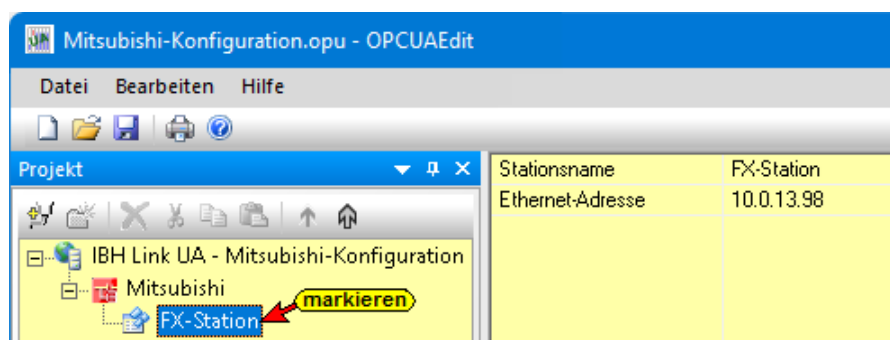 Mitsubishi-Konfiguration.opu - OPCUAEdit
Datei Bearbeiten Hilfe
Projekt
Stationsname FX-Station
Ethernet-Adresse 10.0.13.98
IBH Link UA - Mitsubishi-Konfiguration
Mitsubishi
markieren
FX-Station